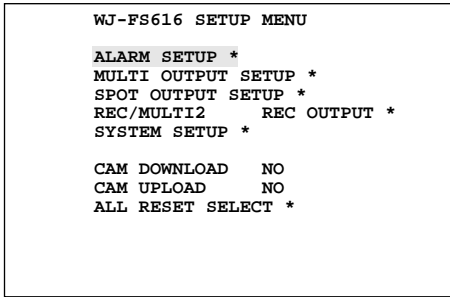 WJ-FS616 SETUP MENU
ALARM SETUP *
MULTI OUTPUT SETUP *
SPOT OUTPUT SETUP *
REC/MULTI2 REC OUTPUT *
SYSTEM SETUP *
CAM DOWNLOAD NO
CAM UPLOAD NO
ALL RESET SELECT *